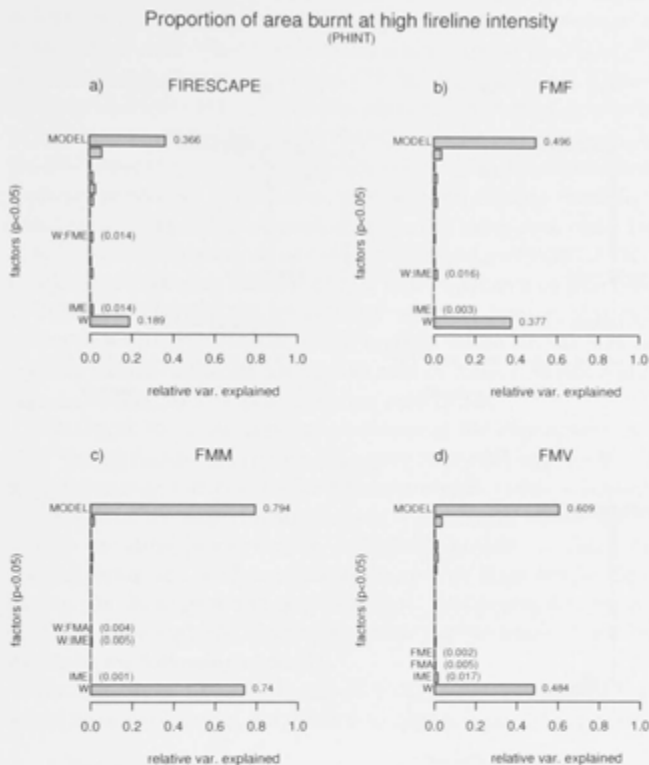 Proportion of area burnt at high fireline intensity
(PHINT)
a) FIRESCAPE
factors (p<0.05)
MODEL 0.366
W:FME (0.014)
IME (0.014)
W 0.189
0.0 0.2 0.4 0.6 0.8 1.0
relative var. explained
b) FMF
factors (p<0.05)
MODEL 0.496
W:IME (0.016)
IME (0.003)
W 0.377
0.0 0.2 0.4 0.6 0.8 1.0
relative var. explained
c) FMM
factors (p<0.05)
MODEL 0.794
W:FMA (0.004)
W:IME (0.005)
IME (0.001)
W 0.74
0.0 0.2 0.4 0.6 0.8 1.0
relative var. explained
d) FMV
factors (p<0.05)
MODEL 0.609
FME (0.002)
FMA (0.005)
IME (0.017)
W 0.484
0.0 0.2 0.4 0.6 0.8 1.0
relative var. explained